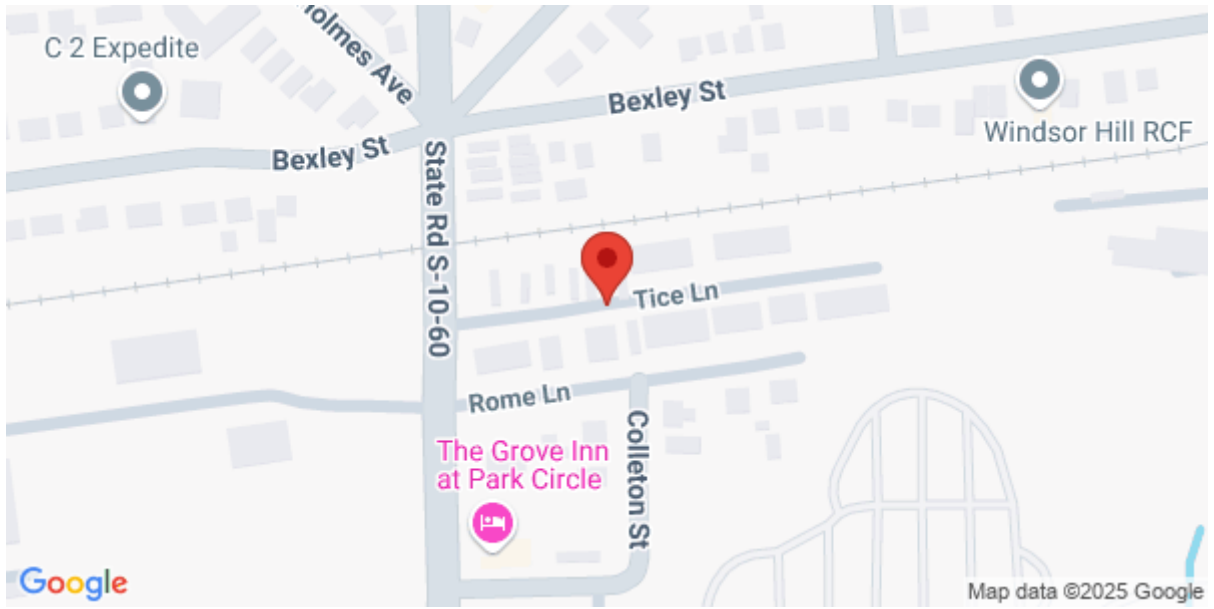 Holmes Ave
C 2 Expedite
Bexley St
Windsor Hill RCF
Bexley St
State Rd S-10-60
Tice Ln
Rome Ln
The Grove Inn
at Park Circle
Colleton St
Google
Map data ©2025 Google